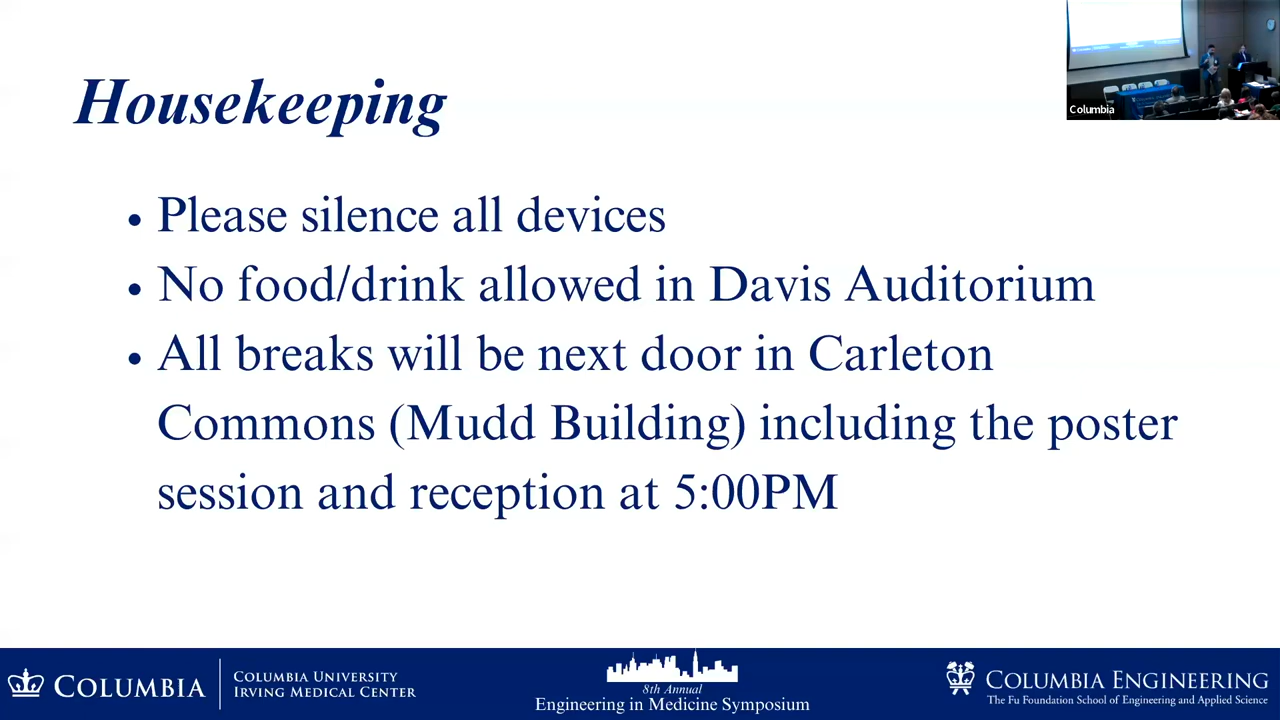 Housekeeping
Columbia
• Please silence all devices
• No food/drink allowed in Davis Auditorium
• All breaks will be next door in Carleton
Commons (Mudd Building) including the poster
session and reception at 5:00PM
COLUMBIA
COLUMBIA UNIVERSITY
IRVING MEDICAL CENTER
8th Annual
Engineering in Medicine Symposium
COLUMBIA ENGINEERING
The Fu Foundation School of Engineering and Applied Science